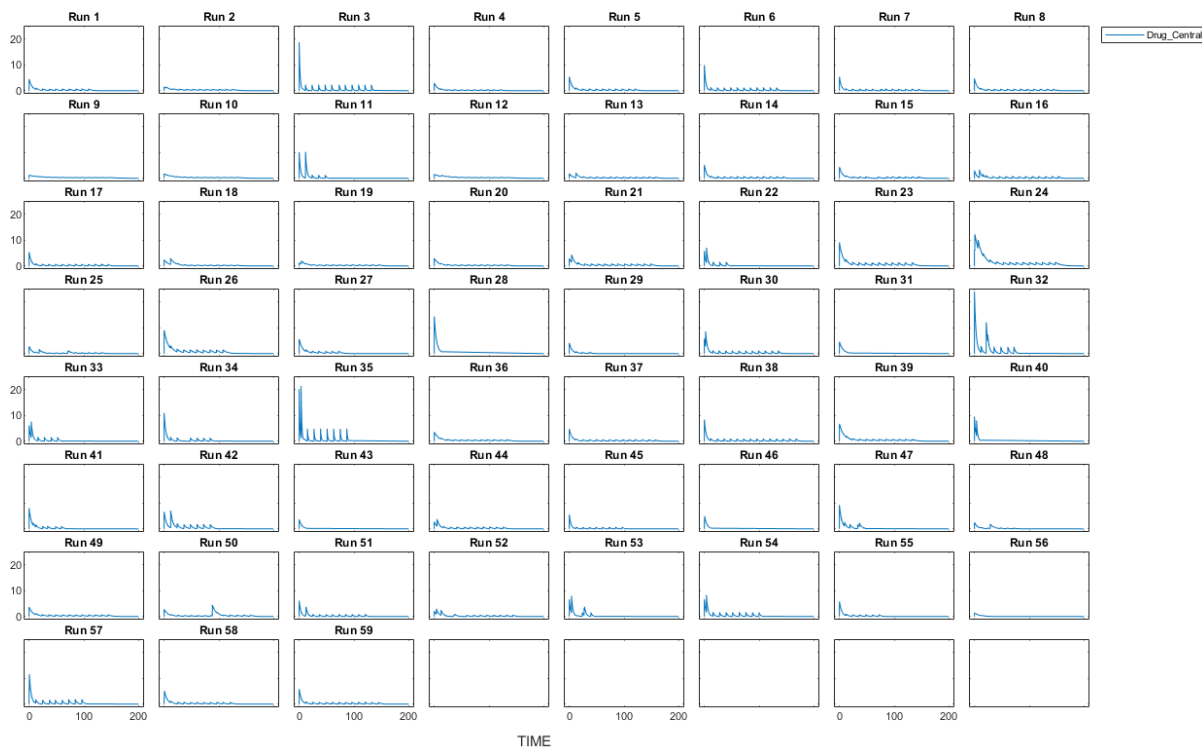 Run 1 Run 2 Run 3 Run 4 Run 5 Run 6 Run 7 Run 8
Drug_Central
20
10
0
Run 9 Run 10 Run 11 Run 12 Run 13 Run 14 Run 15 Run 16
Run 17 Run 18 Run 19 Run 20 Run 21 Run 22 Run 23 Run 24
20
10
0
Run 25 Run 26 Run 27 Run 28 Run 29 Run 30 Run 31 Run 32
Run 33 Run 34 Run 35 Run 36 Run 37 Run 38 Run 39 Run 40
20
10
0
Run 41 Run 42 Run 43 Run 44 Run 45 Run 46 Run 47 Run 48
Run 49 Run 50 Run 51 Run 52 Run 53 Run 54 Run 55 Run 56
20
10
0
Run 57 Run 58 Run 59
0 100 200 0 100 200 0 100 200 0 100 200
TIME